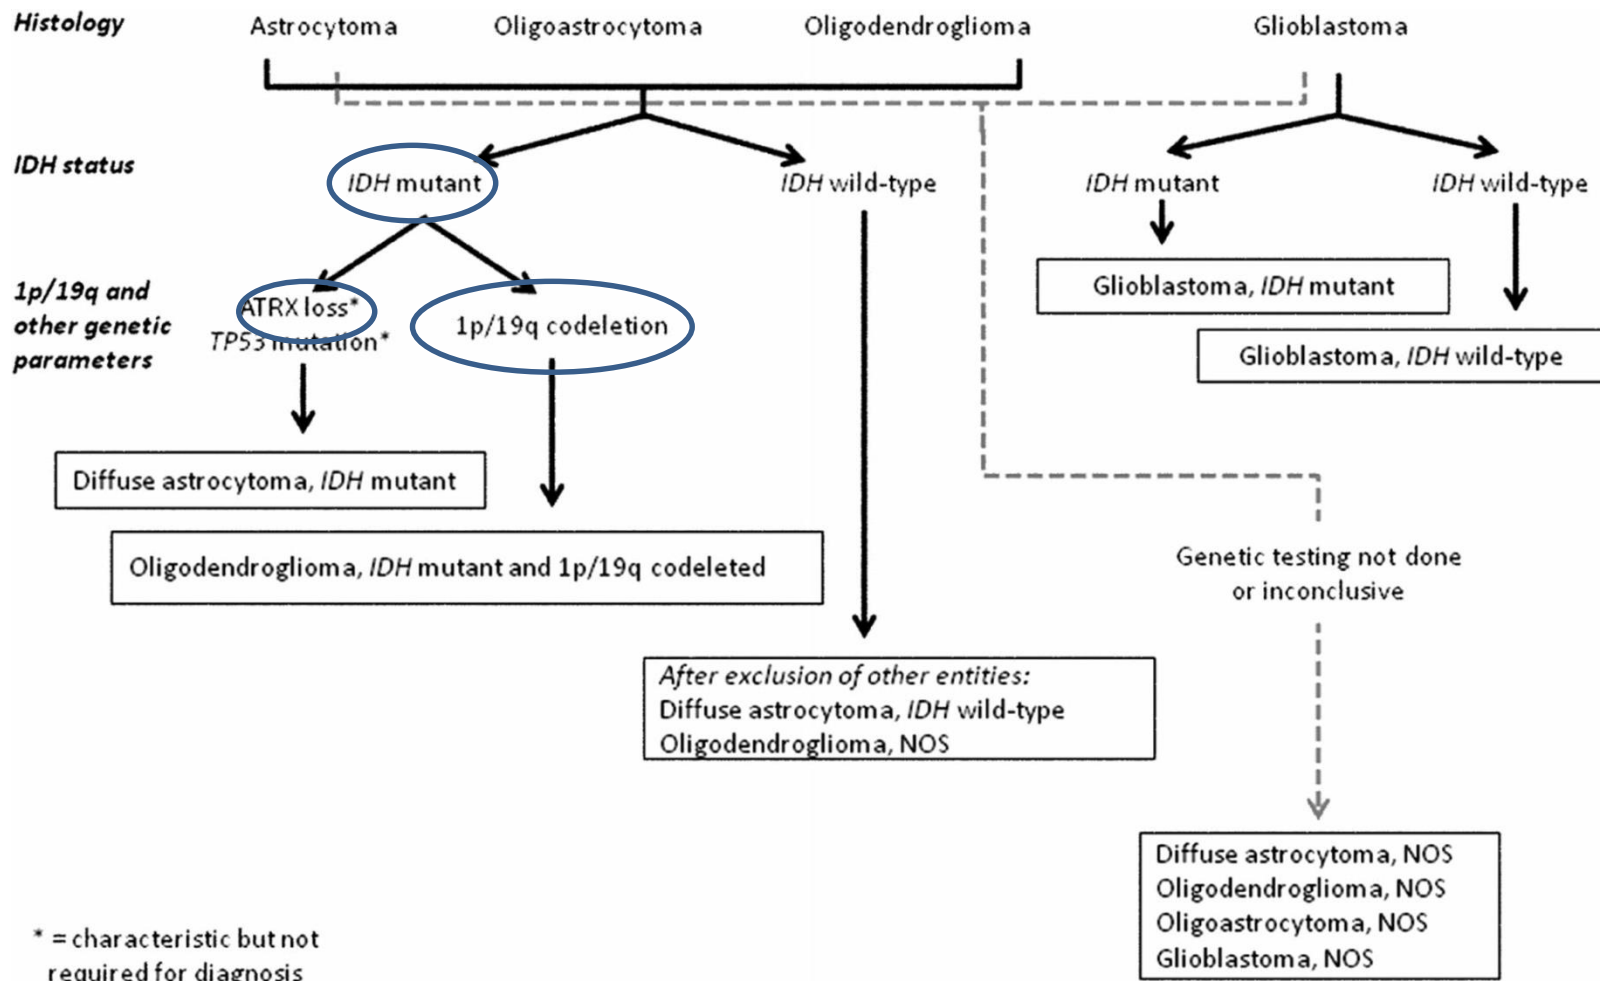 Histology
Astrocytoma
Oligoastrocytoma
Oligodendroglioma
Glioblastoma
IDH status
IDH mutant
IDH wild-type
IDH mutant
IDH wild-type
1p/19q and
other genetic
parameters
ATRX loss*
TP53 mutation*
1p/19q codeletion
Glioblastoma, IDH mutant
Glioblastoma, IDH wild-type
Diffuse astrocytoma, IDH mutant
Oligodendroglioma, IDH mutant and 1p/19q codeleted
Genetic testing not done
or inconclusive
After exclusion of other entities:
Diffuse astrocytoma, IDH wild-type
Oligodendroglioma, NOS
Diffuse astrocytoma, NOS
Oligodendroglioma, NOS
Oligoastrocytoma, NOS
Glioblastoma, NOS
* = characteristic but not
required for diagnosis